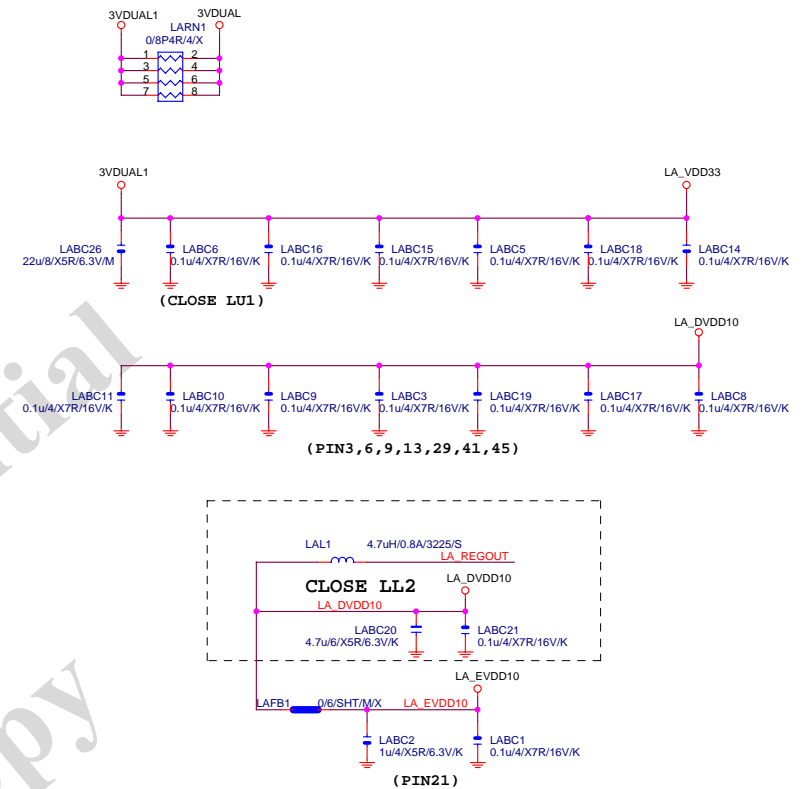 3VDUAL1 3VDUAL
LARN1
0/8P4R/4/X
1 2
3 4
5 6
7 8
3VDUAL1 LA_VDD33
LABC26 LABC6 LABC16 LABC15 LABC5 LABC18 LABC14
22u/8/X5R/6.3V/M 0.1u/4/X7R/16V/K 0.1u/4/X7R/16V/K 0.1u/4/X7R/16V/K 0.1u/4/X7R/16V/K 0.1u/4/X7R/16V/K 0.1u/4/X7R/16V/K
(CLOSE LU1)
LA_DVDD10
LABC11 LABC10 LABC9 LABC3 LABC19 LABC17 LABC8
0.1u/4/X7R/16V/K 0.1u/4/X7R/16V/K 0.1u/4/X7R/16V/K 0.1u/4/X7R/16V/K 0.1u/4/X7R/16V/K 0.1u/4/X7R/16V/K 0.1u/4/X7R/16V/K
(PIN3,6,9,13,29,41,45)
LAL1 4.7uH/0.8A/3225/S
LA_REGOUT
CLOSE LL2 LA_DVDD10
LA_DVDD10
LABC20 LABC21
4.7u/6/X5R/6.3V/K 0.1u/4/X7R/16V/K
LA_EVDD10
LAFB1 0/6/SHT/M/X LA_EVDD10
LABC2 LABC1
1u/4/X5R/6.3V/K 0.1u/4/X7R/16V/K
(PIN21)